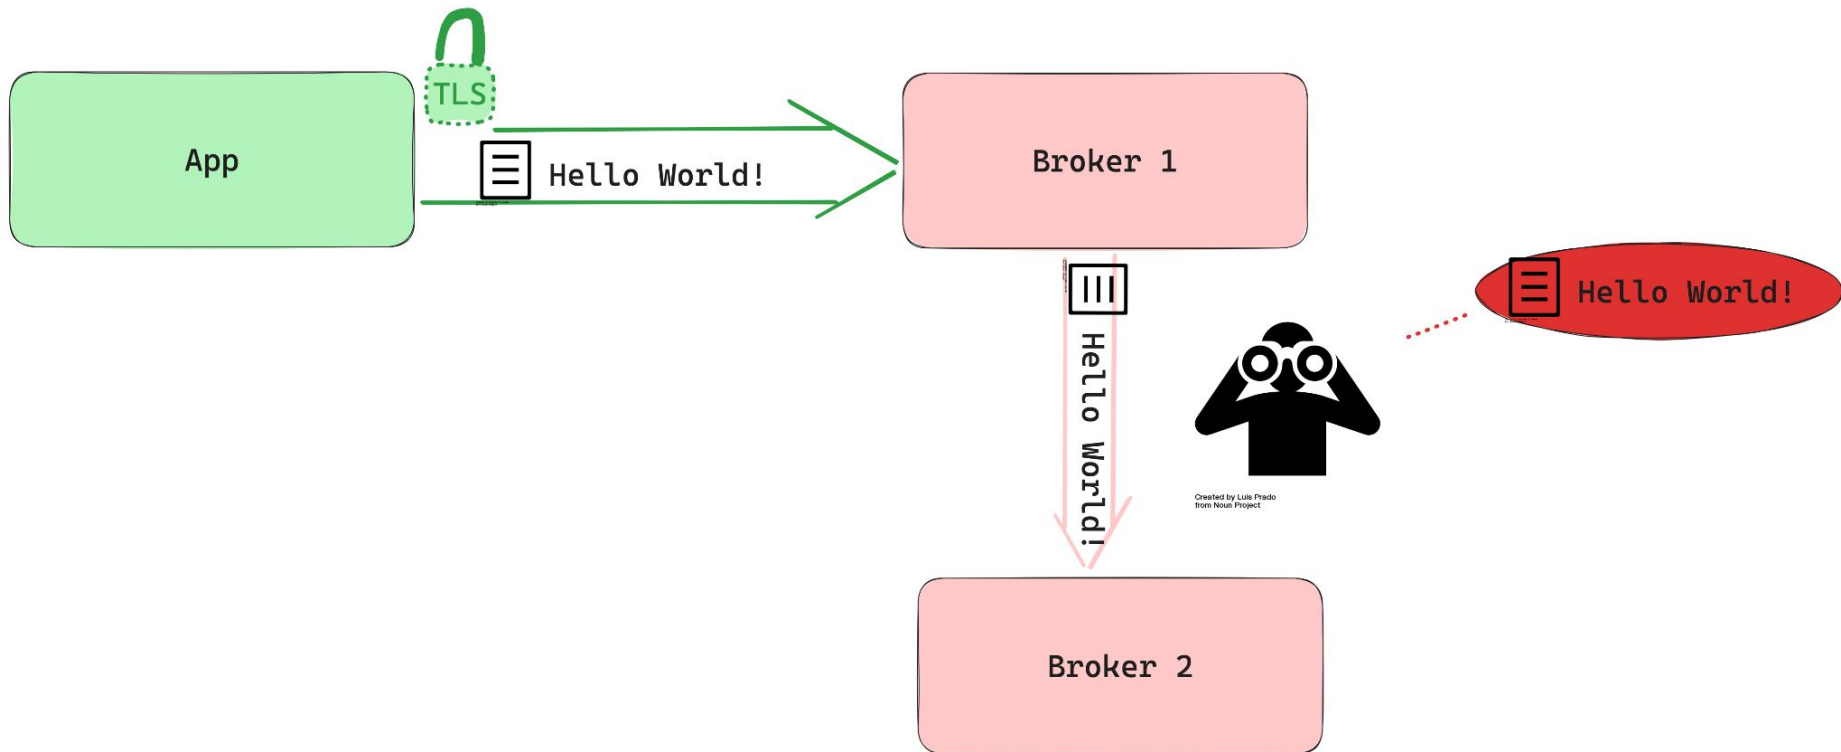 TLS
App
Hello World!
Broker 1
Hello World!
Hello World!
Created by Luis Prado
from Noun Project
Broker 2